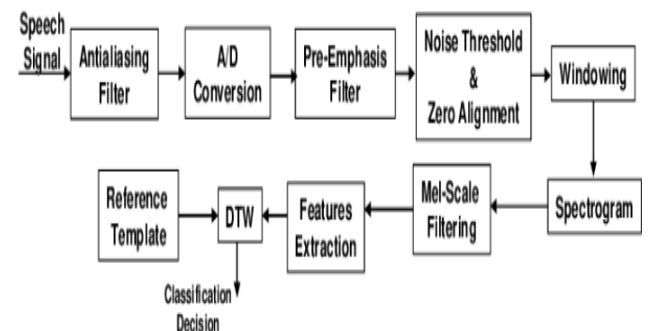 Speech
Signal
Antialiasing
Filter
A/D
Conversion
Pre-Emphasis
Filter
Noise Threshold
&
Zero Alignment
Windowing
Spectrogram
Mel-Scale
Filtering
Features
Extraction
DTW
Reference
Template
Classification
Decision